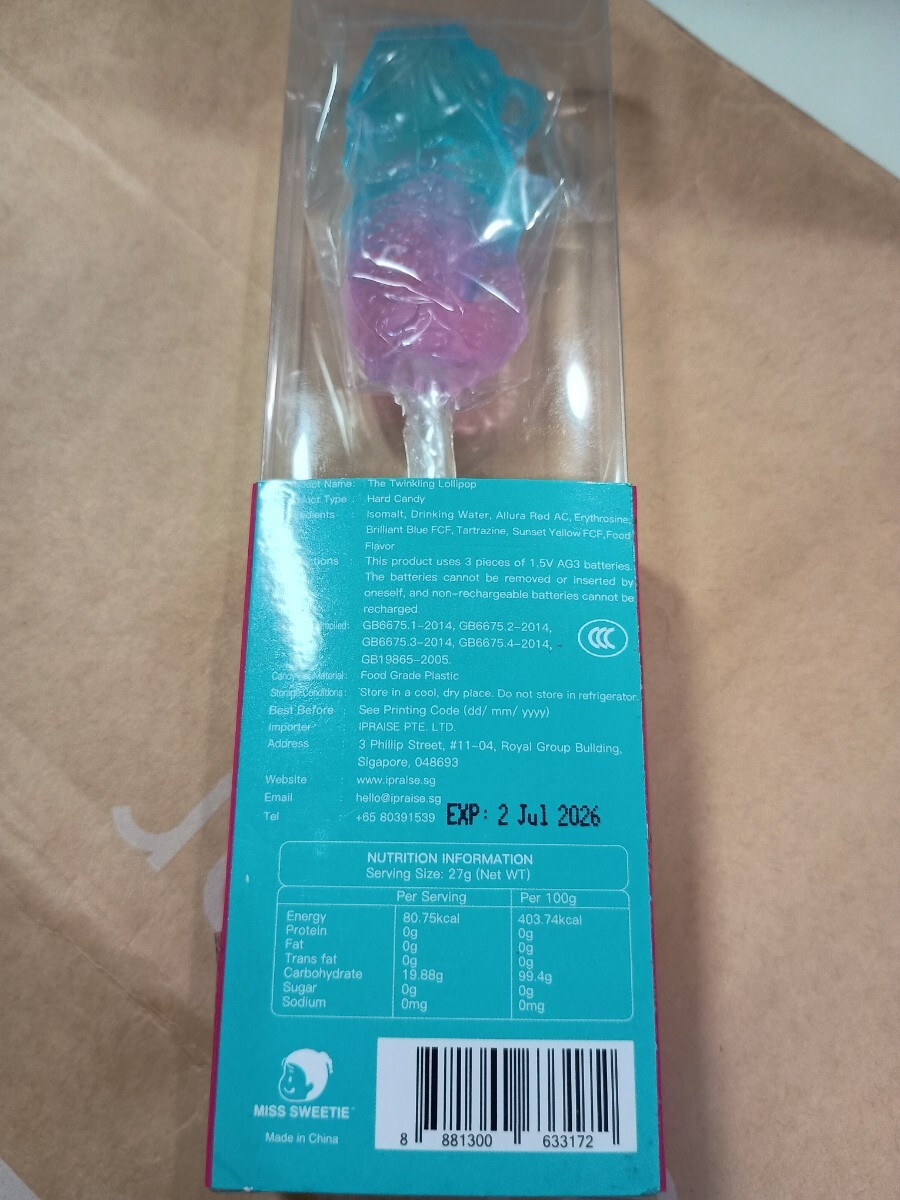 Name: The Twinkling Lollipop
Type : Hard Candy
: Isomalt, Drinking Water, Allura Red AC, Erythrosine,
Brilliant Blue FCF, Tartrazine, Sunset Yellow FCF,Food
Flavor
: This product uses 3 pieces of 1.5V AG3 batteries.
The batteries cannot be removed or inserted by
oneself, and non-rechargeable batteries cannot be
recharged
GB6675.1-2014, GB6675.2-2014,
GB6675.3-2014, GB6675.4-2014,
GB19865-2005.
CCC
Material: Food Grade Plastic
Storage Conditions: Store in a cool, dry place. Do not store in refrigerator.
Best Before : See Printing Code (dd/ mm/ yyyy)
Importer : IPRAISE PTE. LTD.
Address : 3 Phillip Street, #11-04, Royal Group Building,
Sigapore, 048693
Website : www.ipraise.sg
Email : hello@ipraise.sg
Tel : +65 80391539 EXP: 2 Jul 2026
NUTRITION INFORMATION
Serving Size: 27g (Net WT)
Per Serving Per 100g
Energy 80.75kcal 403.74kcal
Protein 0g 0g
Fat 0g 0g
Trans fat 0g 0g
Carbohydrate 19.88g 99.4g
Sugar 0g 0g
Sodium 0mg 0mg
MISS SWEETIE
Made in China
8 881300 633172